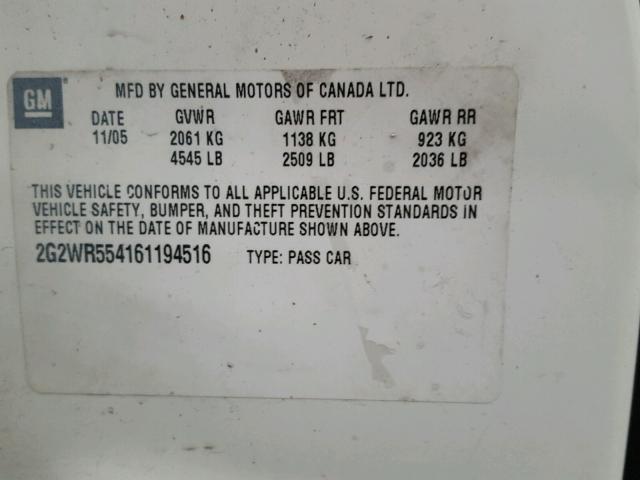 GM
MFD BY GENERAL MOTORS OF CANADA LTD.
DATE GVWR GAWR FRT GAWR RR
11/05 2061 KG 1138 KG 923 KG
4545 LB 2509 LB 2036 LB
THIS VEHICLE CONFORMS TO ALL APPLICABLE U.S. FEDERAL MOTOR
VEHICLE SAFETY, BUMPER, AND THEFT PREVENTION STANDARDS IN
EFFECT ON THE DATE OF MANUFACTURE SHOWN ABOVE.
2G2WR554161194516 TYPE: PASS CAR